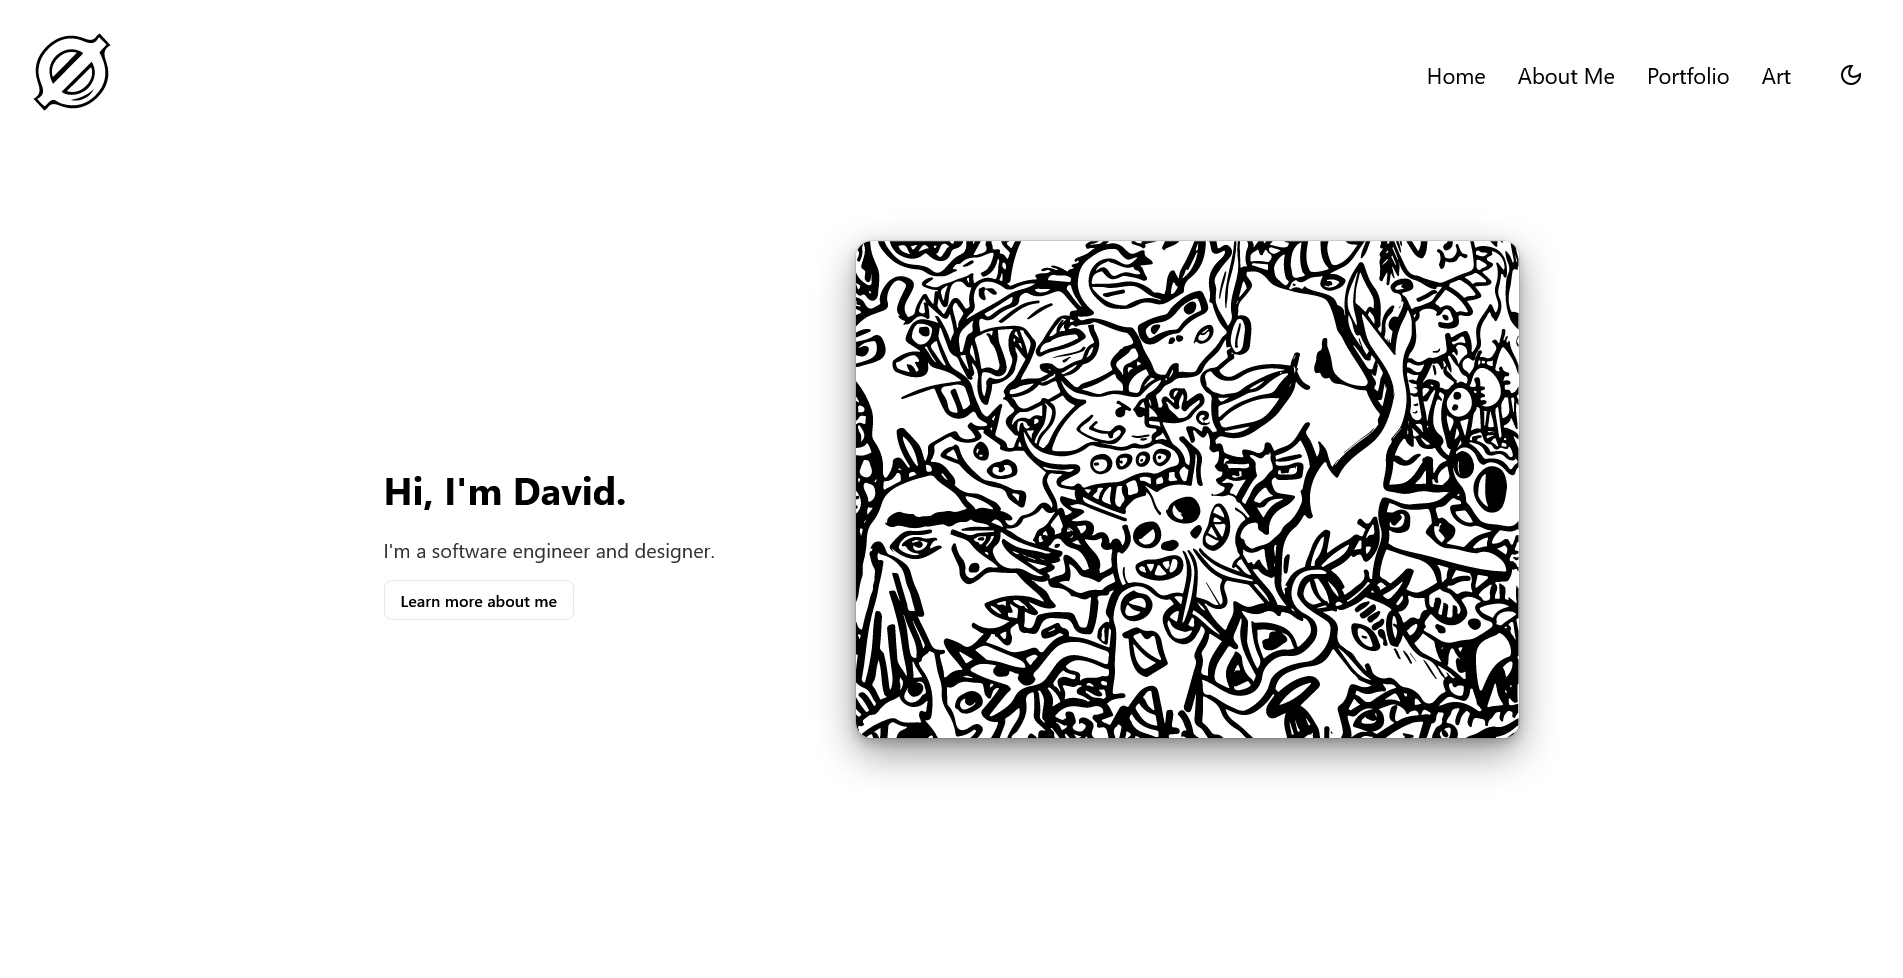 Home About Me Portfolio Art
Hi, I'm David.
I'm a software engineer and designer.
Learn more about me